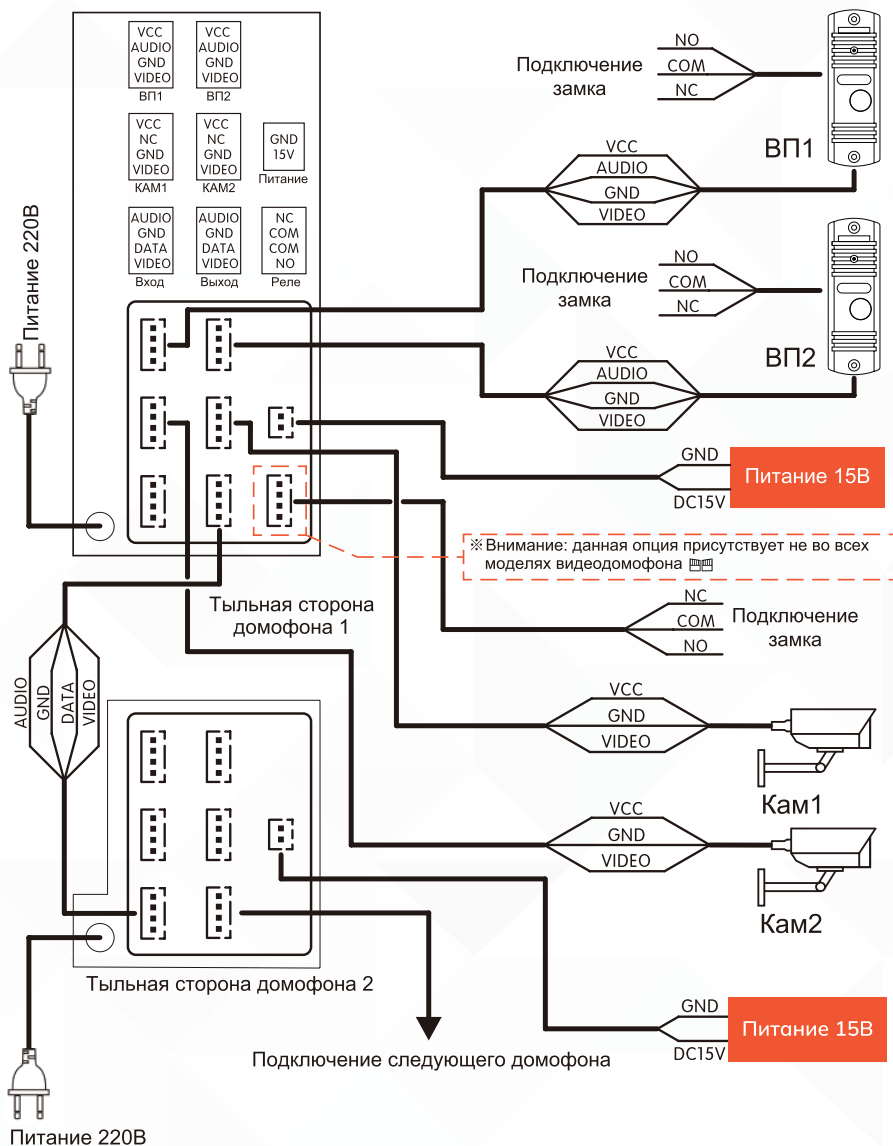 VCC
AUDIO
GND
VIDEO
ВП1
VCC
AUDIO
GND
VIDEO
ВП2
VCC
NC
GND
VIDEO
КАМ1
VCC
NC
GND
VIDEO
КАМ2
GND
15V
Питание
AUDIO
GND
DATA
VIDEO
Вход
AUDIO
GND
DATA
VIDEO
Выход
NC
COM
COM
NO
Реле
Питание 220В
Подключение
замка
NO
COM
NC
ВП1
VCC
AUDIO
GND
VIDEO
Подключение
замка
NO
COM
NC
ВП2
VCC
AUDIO
GND
VIDEO
GND
DC15V
Питание 15В
※Внимание: данная опция присутствует не во всех
моделях видеодомофона
Тыльная сторона
домофона 1
NC
COM
NO
Подключение
замка
AUDIO
GND
DATA
VIDEO
VCC
GND
VIDEO
Кам1
VCC
GND
VIDEO
Кам2
Тыльная сторона домофона 2
GND
DC15V
Питание 15В
Подключение следующего домофона
Питание 220В